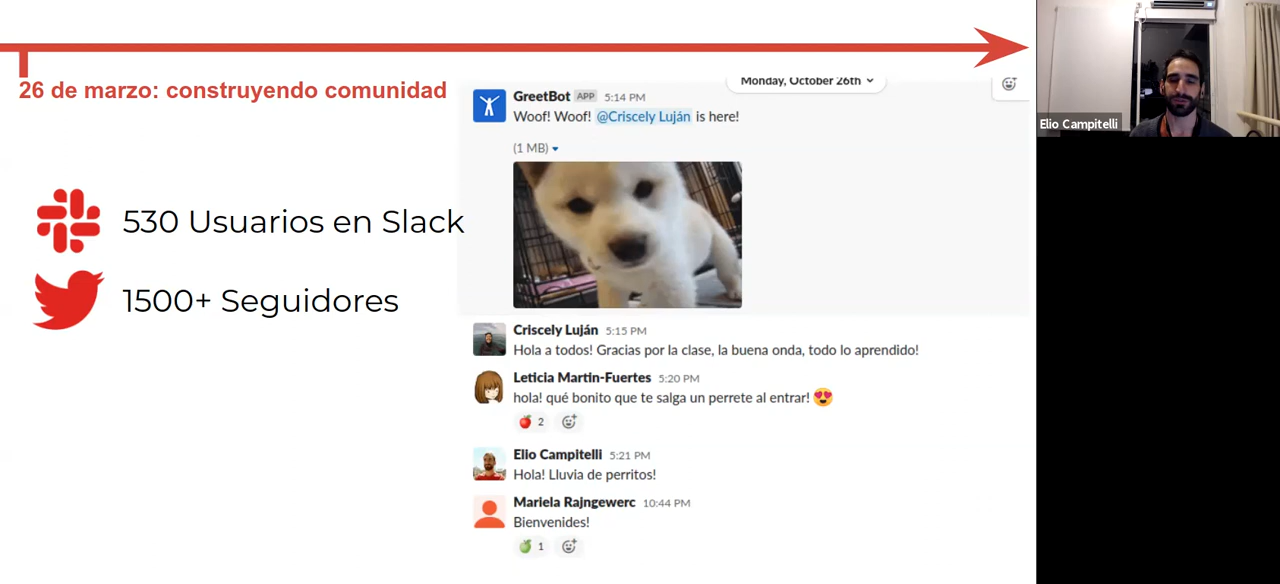 26 de marzo: construyendo comunidad
530 Usuarios en Slack
1500+ Seguidores
Monday, October 26th
GreetBot APP 5:14 PM
Woof! Woof! @Criscely Luján is here!
(1 MB)
Criscely Luján 5:15 PM
Hola a todos! Gracias por la clase, la buena onda, todo lo aprendido!
Leticia Martin-Fuertes 5:20 PM
hola! qué bonito que te salga un perrete al entrar! 😍
2
Elio Campitelli 5:21 PM
Hola! Lluvia de perritos!
Mariela Rajngewerc 10:44 PM
Bienvenides!
1
Elio Campitelli